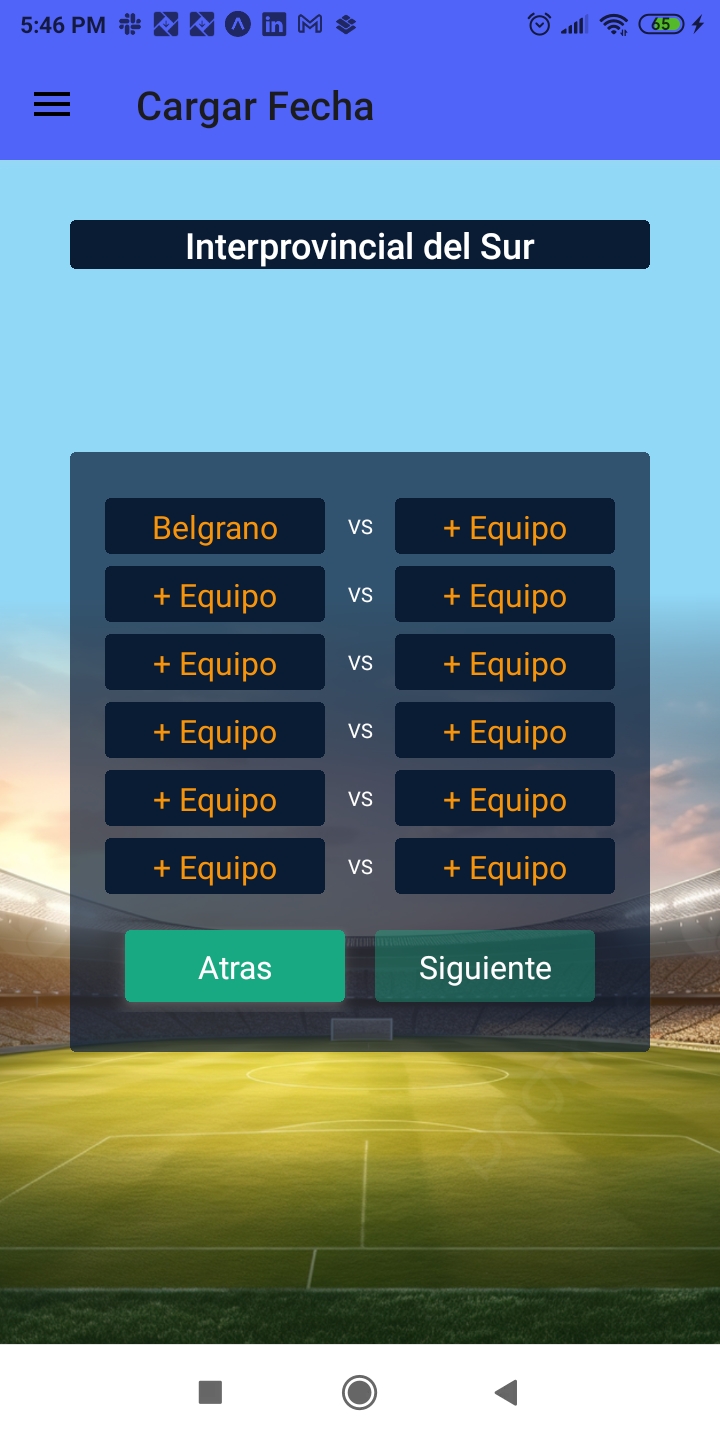 5:46 PM 65
Cargar Fecha
Interprovincial del Sur
Belgrano VS + Equipo
+ Equipo VS + Equipo
+ Equipo VS + Equipo
+ Equipo VS + Equipo
+ Equipo VS + Equipo
+ Equipo VS + Equipo
Atras Siguiente